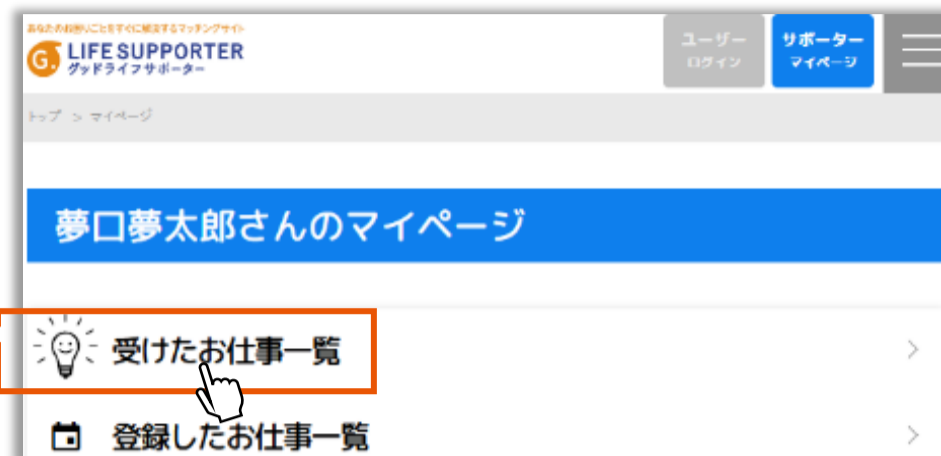 あなたのお困りごとをすぐに解決するマッチングサイト
G. LIFE SUPPORTER
グッドライフサポーター
ユーザー
ログイン
サポーター
マイページ
トップ > マイページ
夢口夢太郎さんのマイページ
受けたお仕事一覧
登録したお仕事一覧